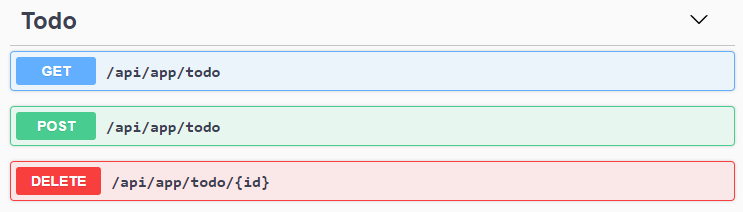 Todo
GET /api/app/todo
POST /api/app/todo
DELETE /api/app/todo/{id}